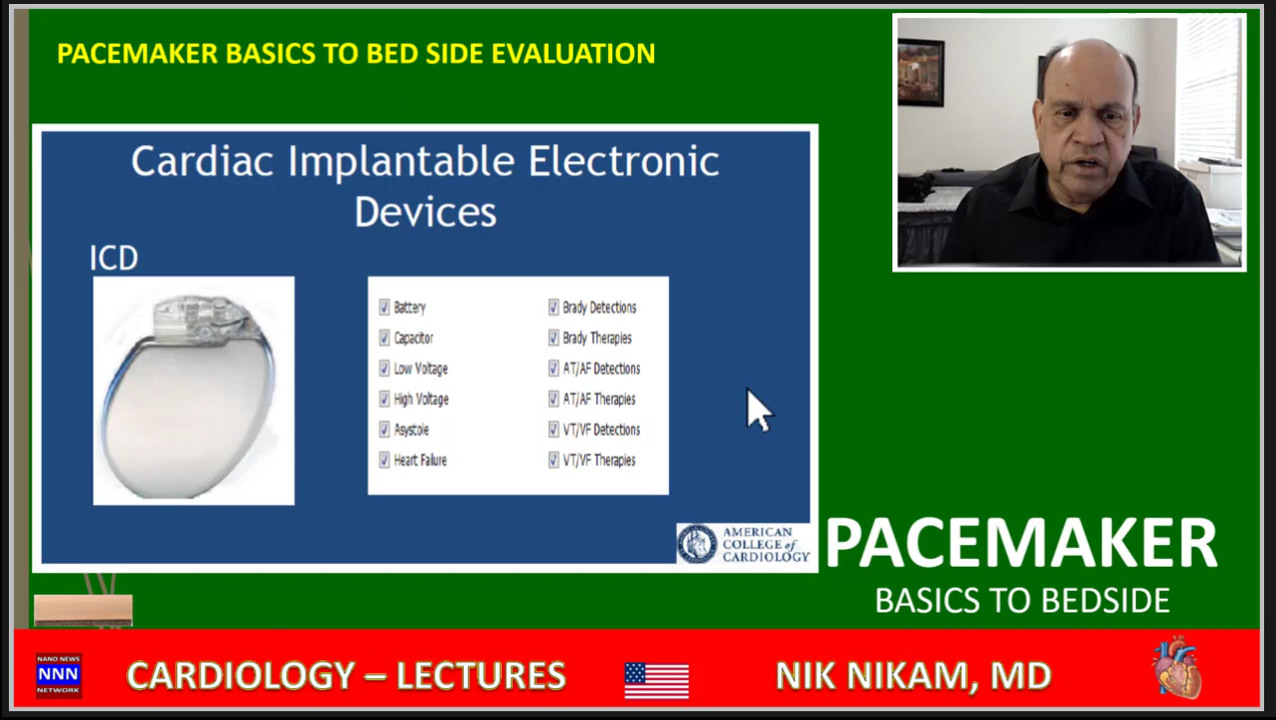 PACEMAKER BASICS TO BED SIDE EVALUATION
Cardiac Implantable Electronic
Devices
ICD
Battery
Capacitor
Low Voltage
High Voltage
Asystole
Heart Failure
Brady Detections
Brady Therapies
AT/AF Detections
AT/AF Therapies
VT/VF Detections
VT/VF Therapies
AMERICAN
COLLEGE of
CARDIOLOGY
PACEMAKER
BASICS TO BEDSIDE
NANO NEWS
NNN
NETWORK
CARDIOLOGY – LECTURES
NIK NIKAM, MD